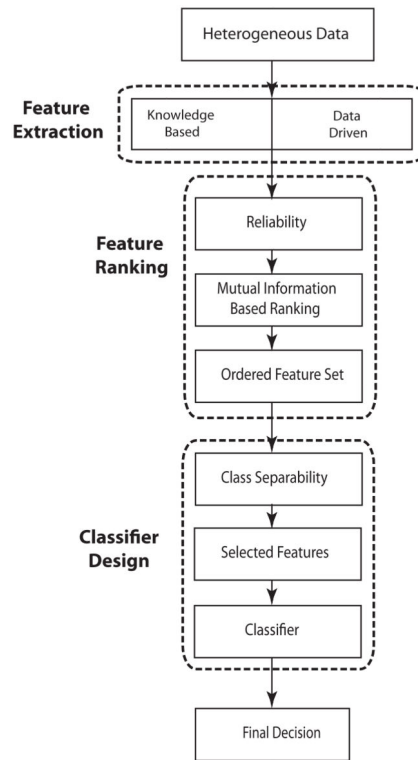 Heterogeneous Data
Feature
Extraction
Knowledge
Based
Data
Driven
Feature
Ranking
Reliability
Mutual Information
Based Ranking
Ordered Feature Set
Classifier
Design
Class Separability
Selected Features
Classifier
Final Decision